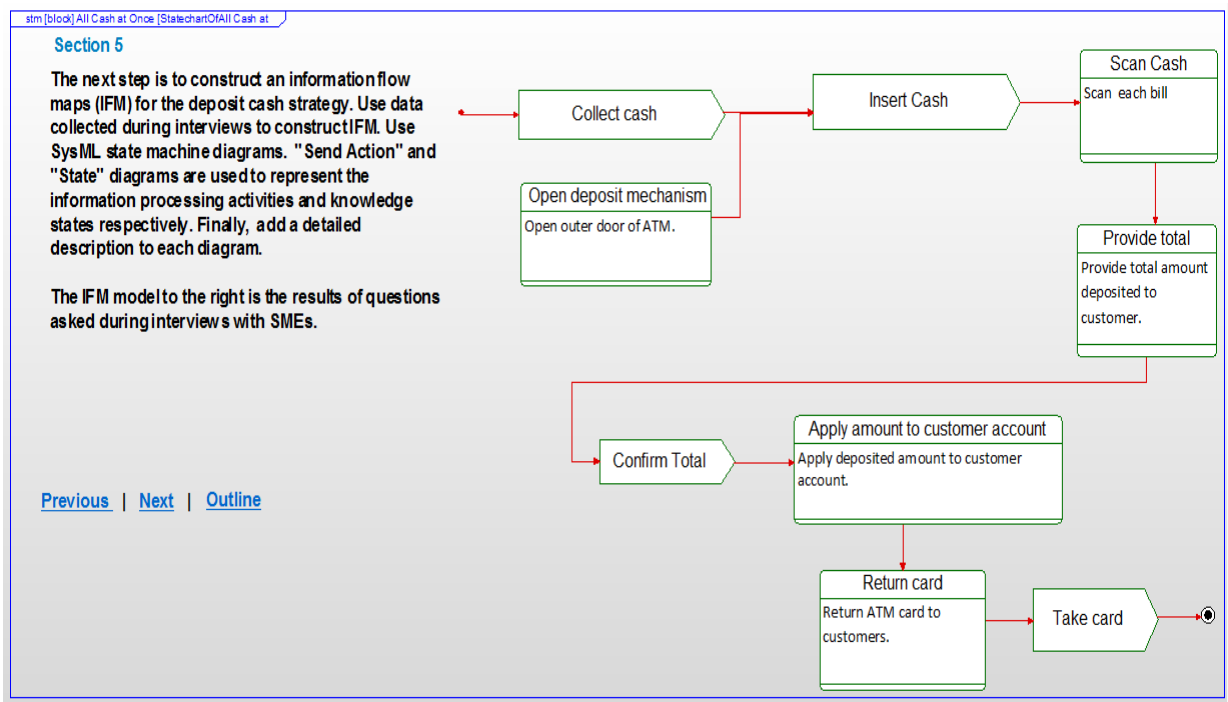 stm [block] All Cash at Once [StatechartOfAll Cash at
Section 5
The next step is to construct an information flow
maps (IFM) for the deposit cash strategy. Use data
collected during interviews to construct IFM. Use
SysML state machine diagrams. "Send Action" and
"State" diagrams are used to represent the
information processing activities and knowledge
states respectively. Finally, add a detailed
description to each diagram.
The IFM model to the right is the results of questions
asked during interviews with SMEs.
Previous | Next | Outline
Collect cash
Insert Cash
Scan Cash
Scan each bill
Open deposit mechanism
Open outer door of ATM.
Provide total
Provide total amount
deposited to
customer.
Confirm Total
Apply amount to customer account
Apply deposited amount to customer
account.
Return card
Return ATM card to
customers.
Take card